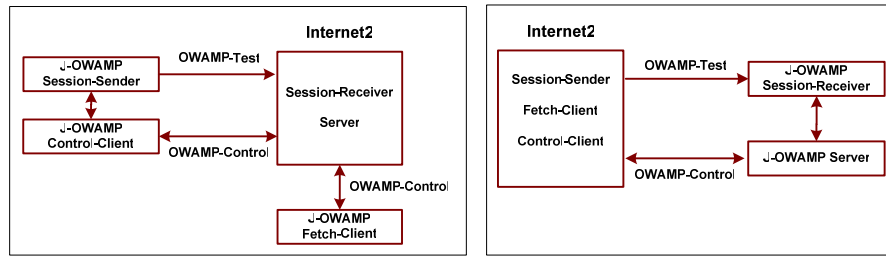 Internet2
J-OWAMP
Session-Sender
OWAMP-Test
Session-Receiver
Server
J-OWAMP
Control-Client
OWAMP-Control
OWAMP-Control
J-OWAMP
Fetch-Client
Internet2
Session-Sender
Fetch-Client
Control-Client
OWAMP-Test
J-OWAMP
Session-Receiver
OWAMP-Control
J-OWAMP Server